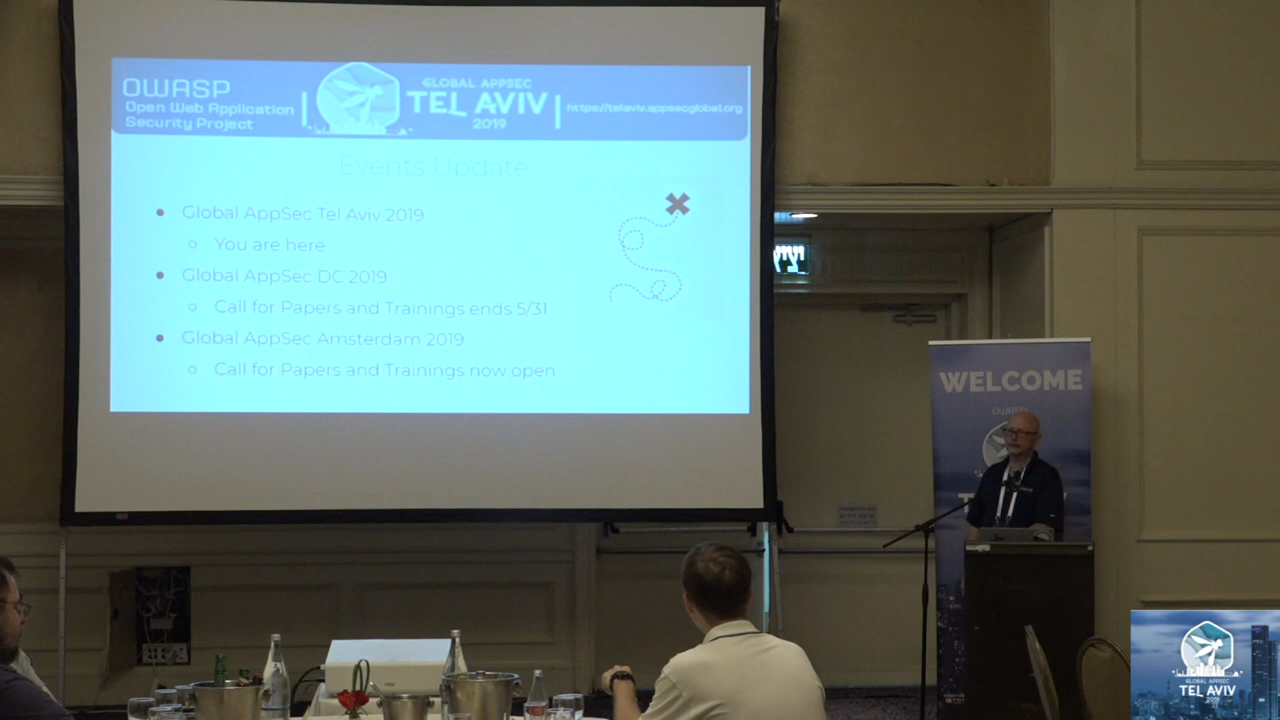 OWASP
Open Web Application
Security Project
GLOBAL APPSEC
TEL AVIV
2019
https://telaviv.appsecglobal.org
Events Update
Global AppSec Tel Aviv 2019
You are here
Global AppSec DC 2019
Call for Papers and Trainings ends 5/31
Global AppSec Amsterdam 2019
Call for Papers and Trainings now open
WELCOME
OWASP
GLOBAL APPSEC
TEL AVIV
2019